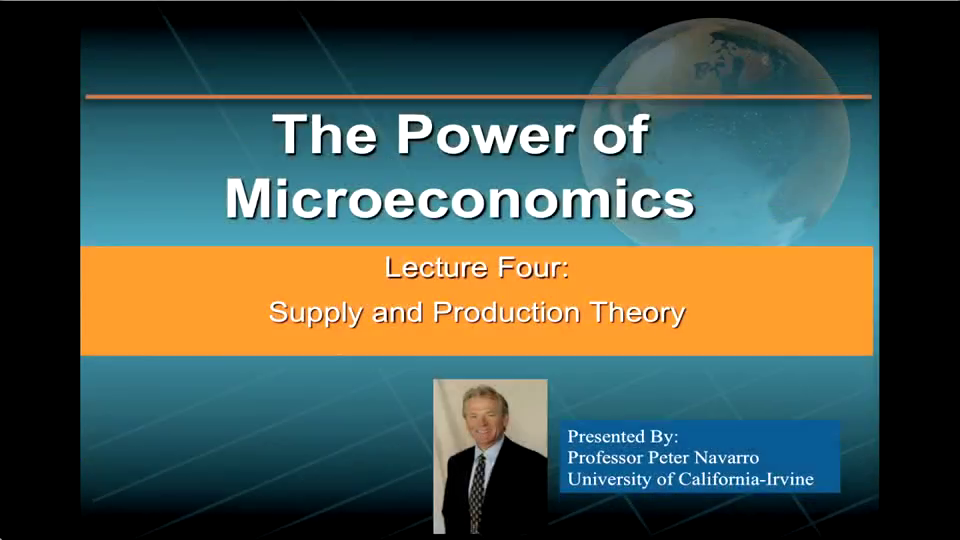 The Power of
Microeconomics
Lecture Four:
Supply and Production Theory
Presented By:
Professor Peter Navarro
University of California-Irvine